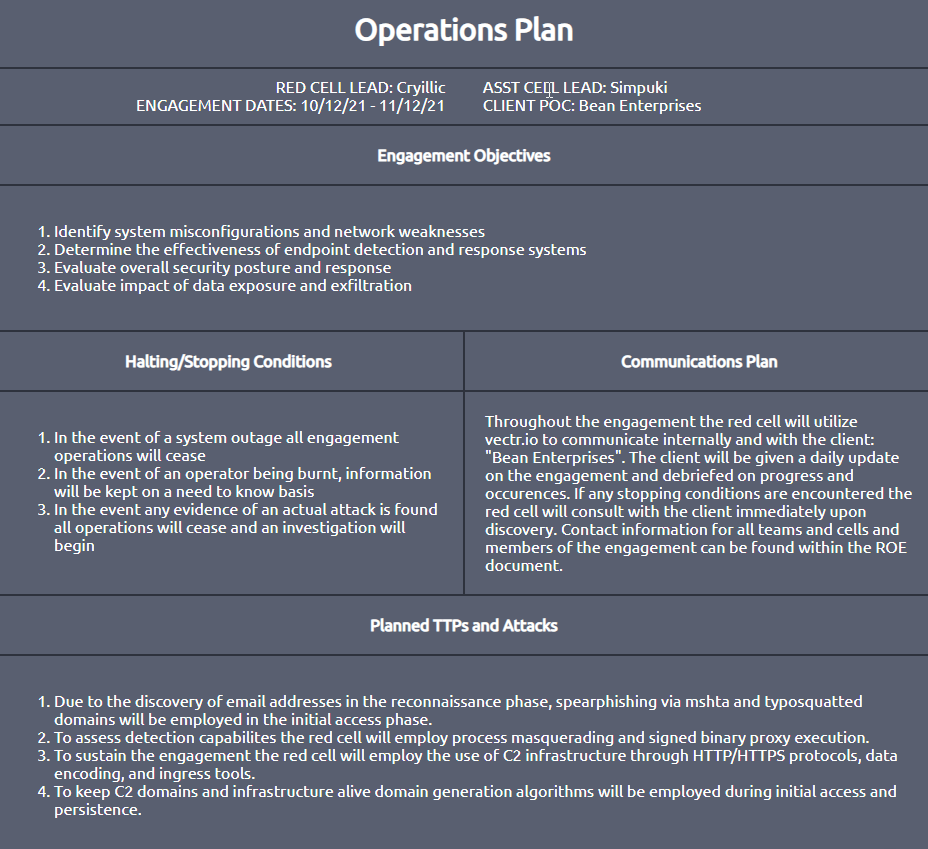 Operations Plan
RED CELL LEAD: Cryillic
ENGAGEMENT DATES: 10/12/21 - 11/12/21
ASST CELL LEAD: Simpuki
CLIENT POC: Bean Enterprises
Engagement Objectives
1. Identify system misconfigurations and network weaknesses
2. Determine the effectiveness of endpoint detection and response systems
3. Evaluate overall security posture and response
4. Evaluate impact of data exposure and exfiltration
Halting/Stopping Conditions
1. In the event of a system outage all engagement
operations will cease
2. In the event of an operator being burnt, information
will be kept on a need to know basis
3. In the event any evidence of an actual attack is found
all operations will cease and an investigation will
begin
Communications Plan
Throughout the engagement the red cell will utilize
vectr.io to communicate internally and with the client:
"Bean Enterprises". The client will be given a daily update
on the engagement and debriefed on progress and
occurences. If any stopping conditions are encountered the
red cell will consult with the client immediately upon
discovery. Contact information for all teams and cells and
members of the engagement can be found within the ROE
document.
Planned TTPs and Attacks
1. Due to the discovery of email addresses in the reconnaissance phase, spearphishing via mshta and typosquatted
domains will be employed in the initial access phase.
2. To assess detection capabilites the red cell will employ process masquerading and signed binary proxy execution.
3. To sustain the engagement the red cell will employ the use of C2 infrastructure through HTTP/HTTPS protocols, data
encoding, and ingress tools.
4. To keep C2 domains and infrastructure alive domain generation algorithms will be employed during initial access and
persistence.